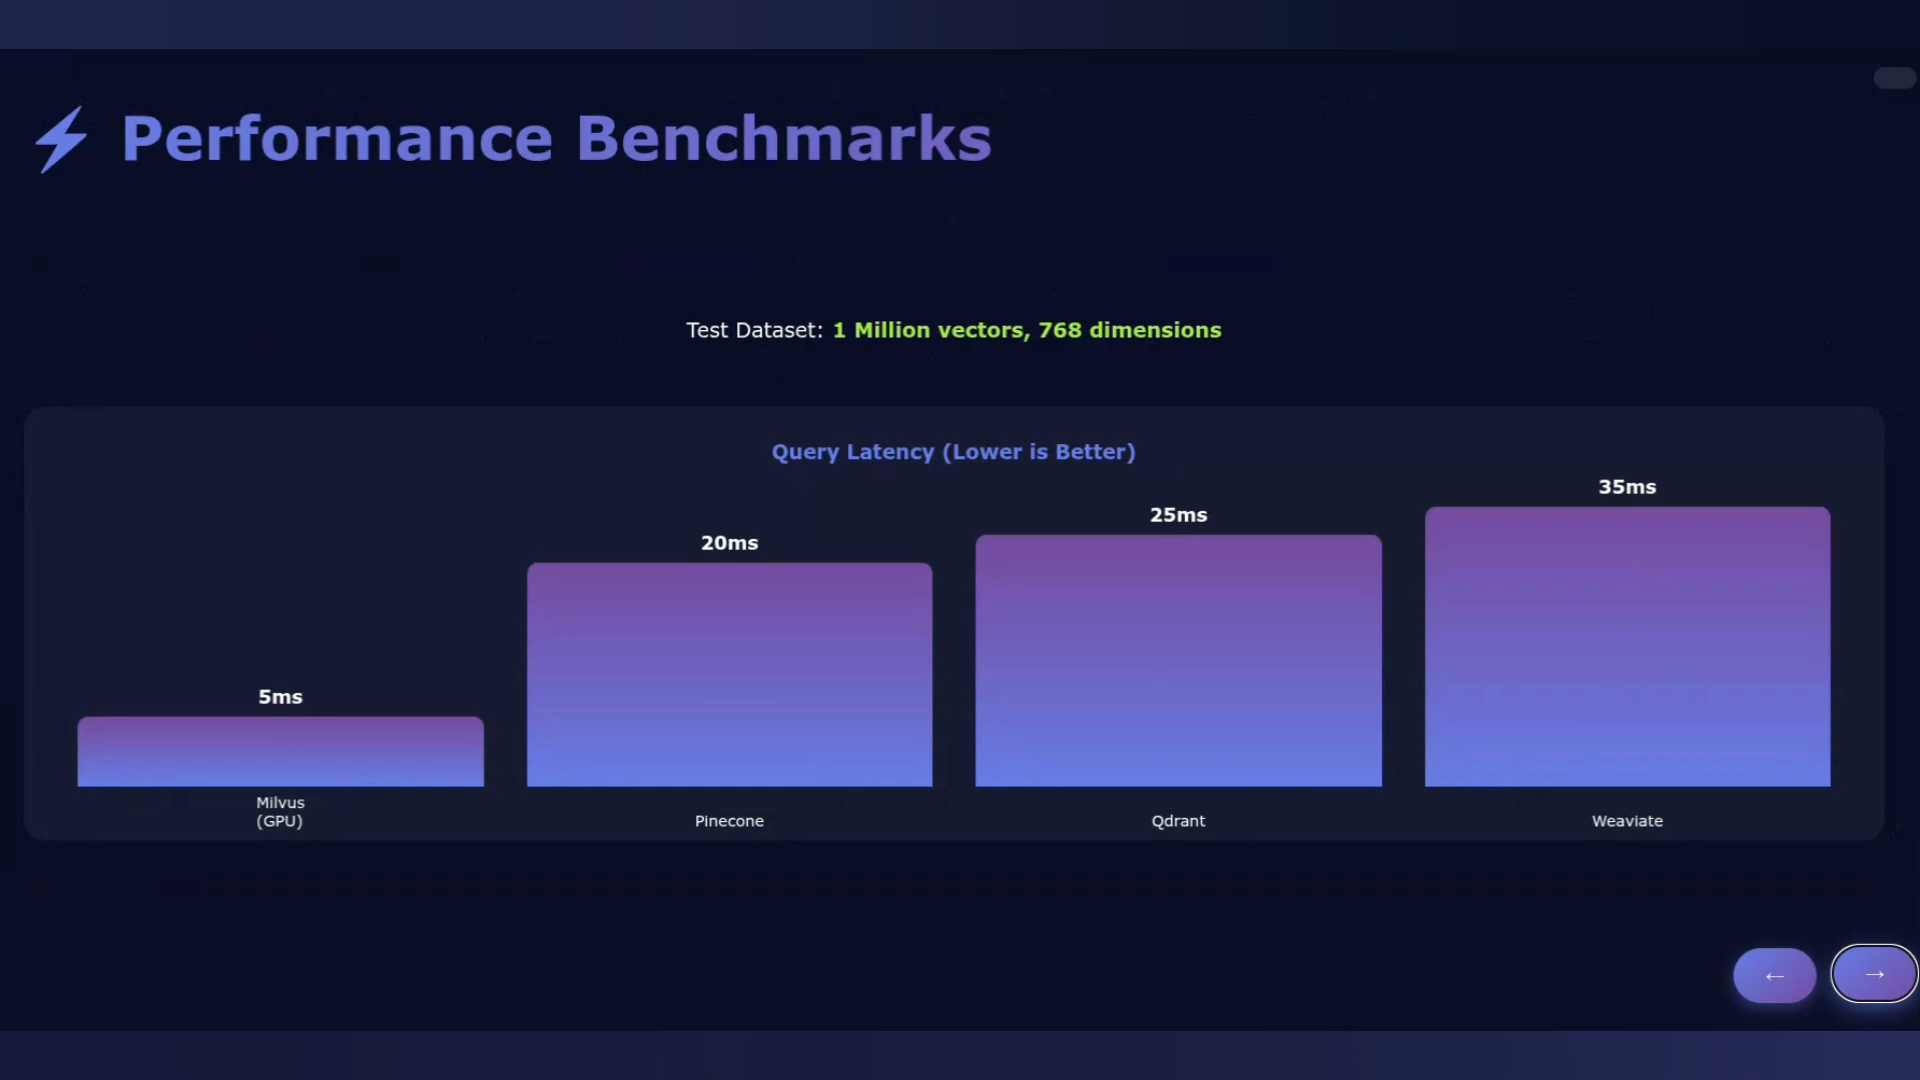 ⚡ Performance Benchmarks
Test Dataset: 1 Million vectors, 768 dimensions
Query Latency (Lower is Better)
5ms
20ms
25ms
35ms
Milvus
(GPU)
Pinecone
Qdrant
Weaviate
← →